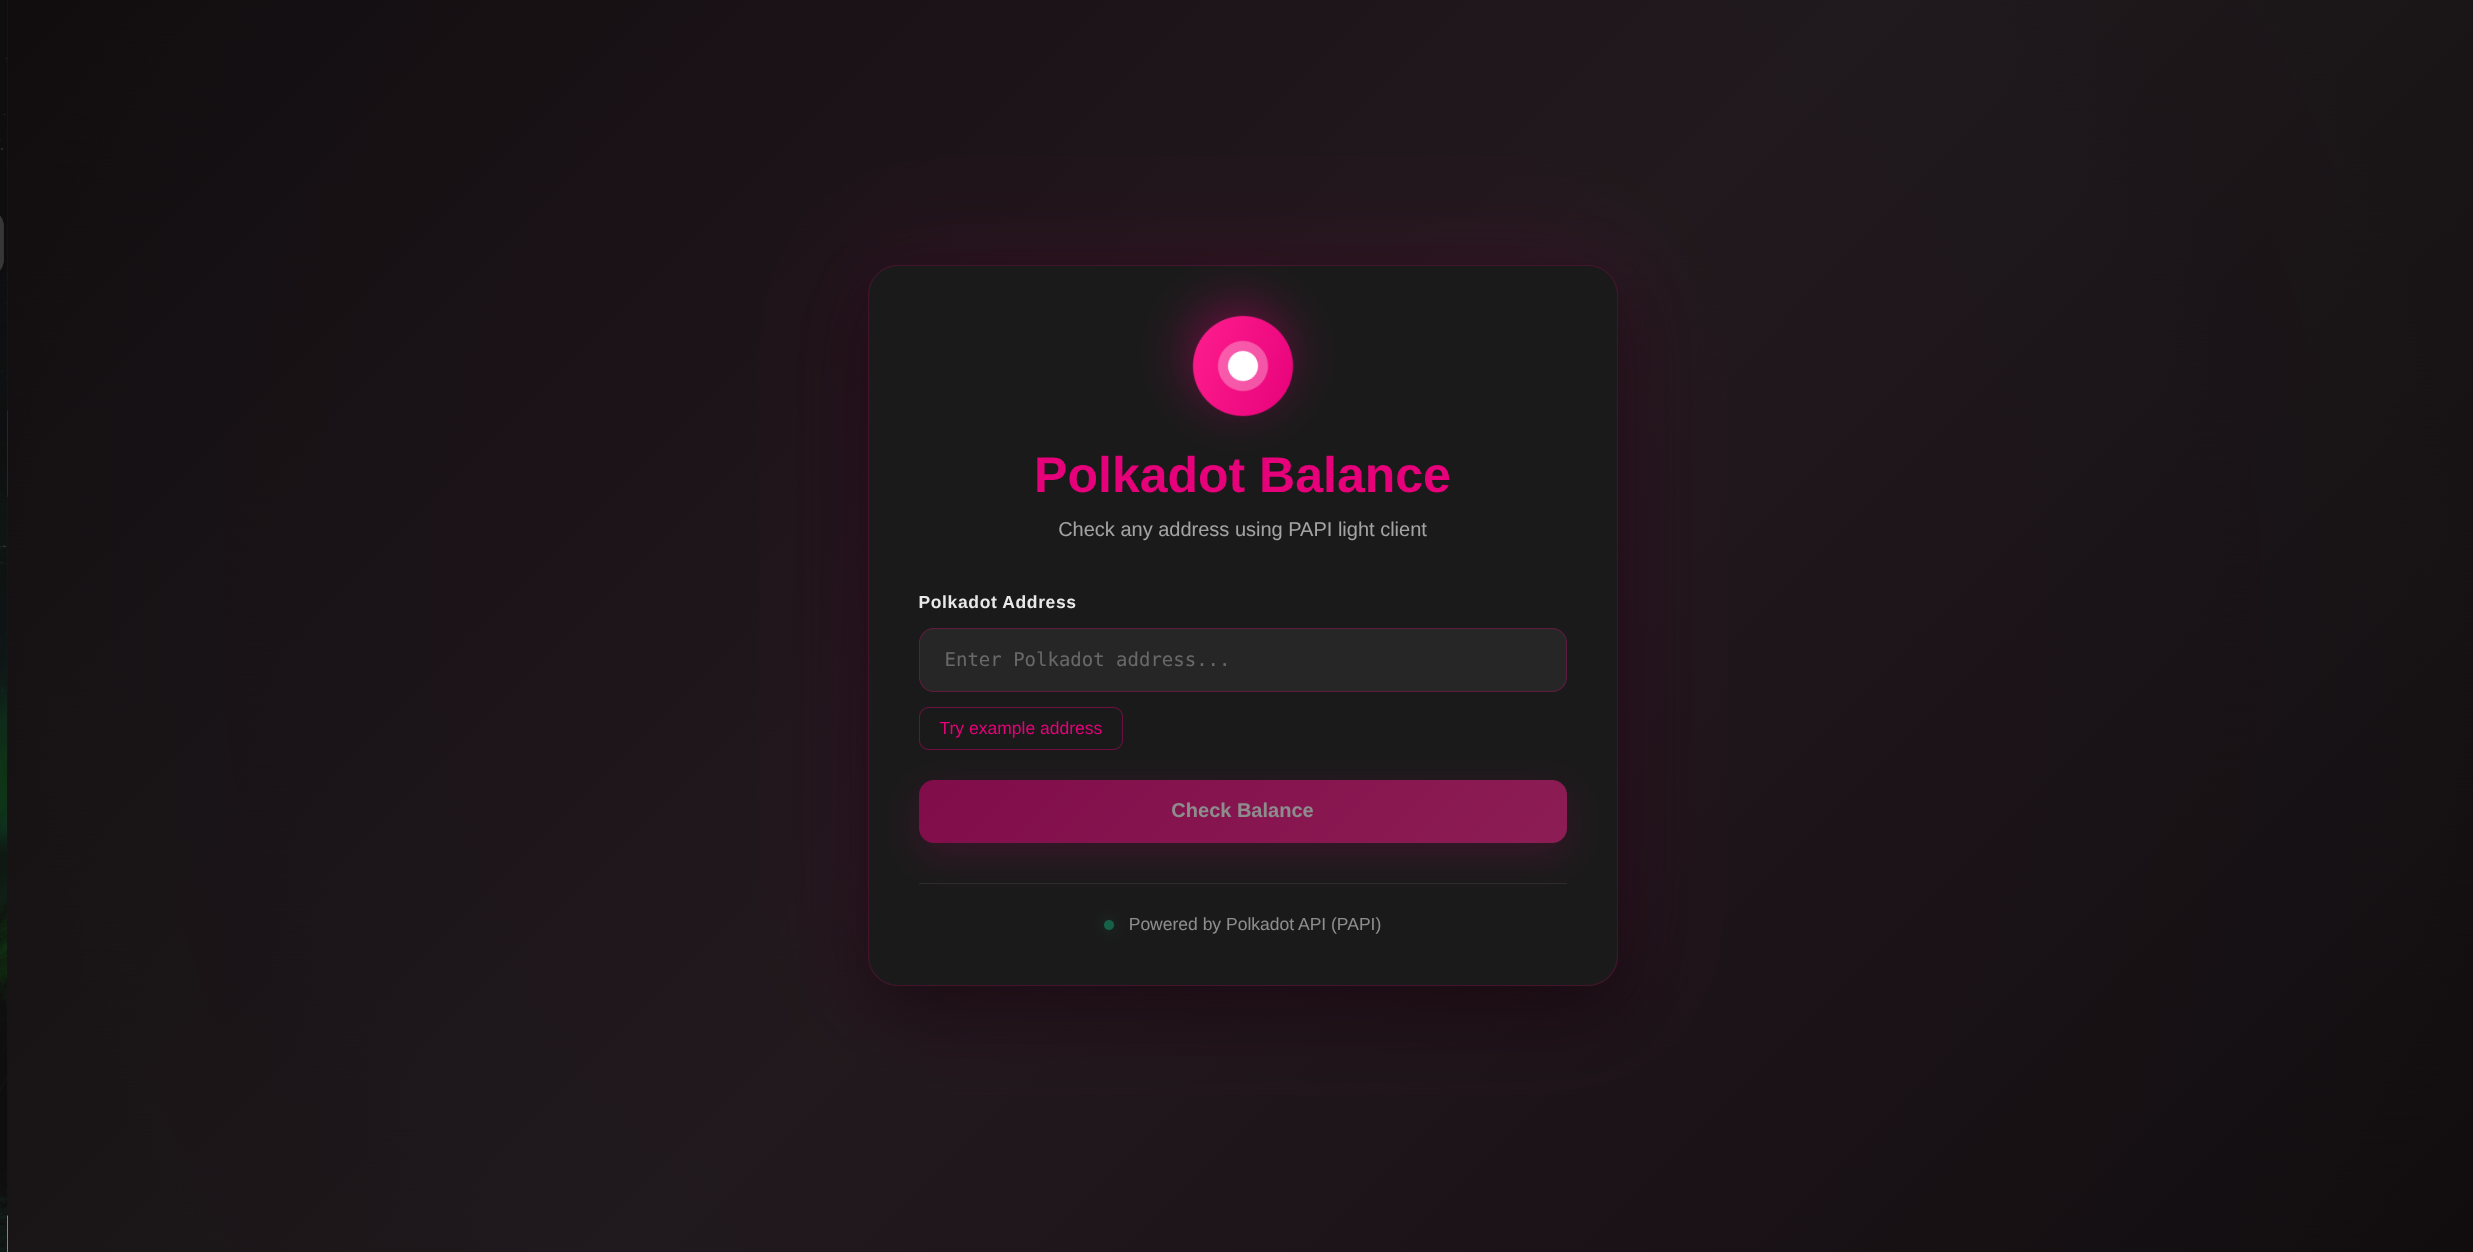 Polkadot Balance
Check any address using PAPI light client
Polkadot Address
Enter Polkadot address...
Try example address
Check Balance
Powered by Polkadot API (PAPI)